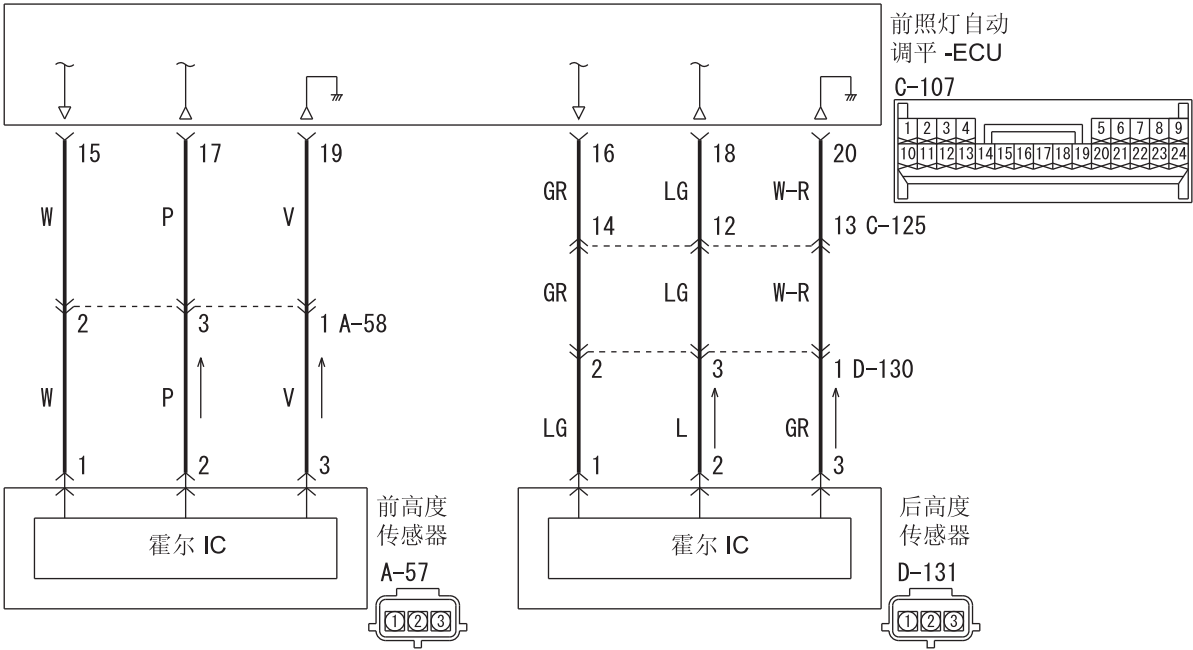 前照灯自动
调平 -ECU
C-107
1 2 3 4 5 6 7 8 9
10 11 12 13 14 15 16 17 18 19 20 21 22 23 24
15 17 19 16 18 20
W P V GR LG W-R
14 12 13 C-125
GR LG W-R
2 3 1 A-58
2 3 1 D-130
W P V LG L GR
1 2 3 1 2 3
前高度
传感器
霍尔 IC
A-57
1 2 3
后高度
传感器
霍尔 IC
D-131
1 2 3